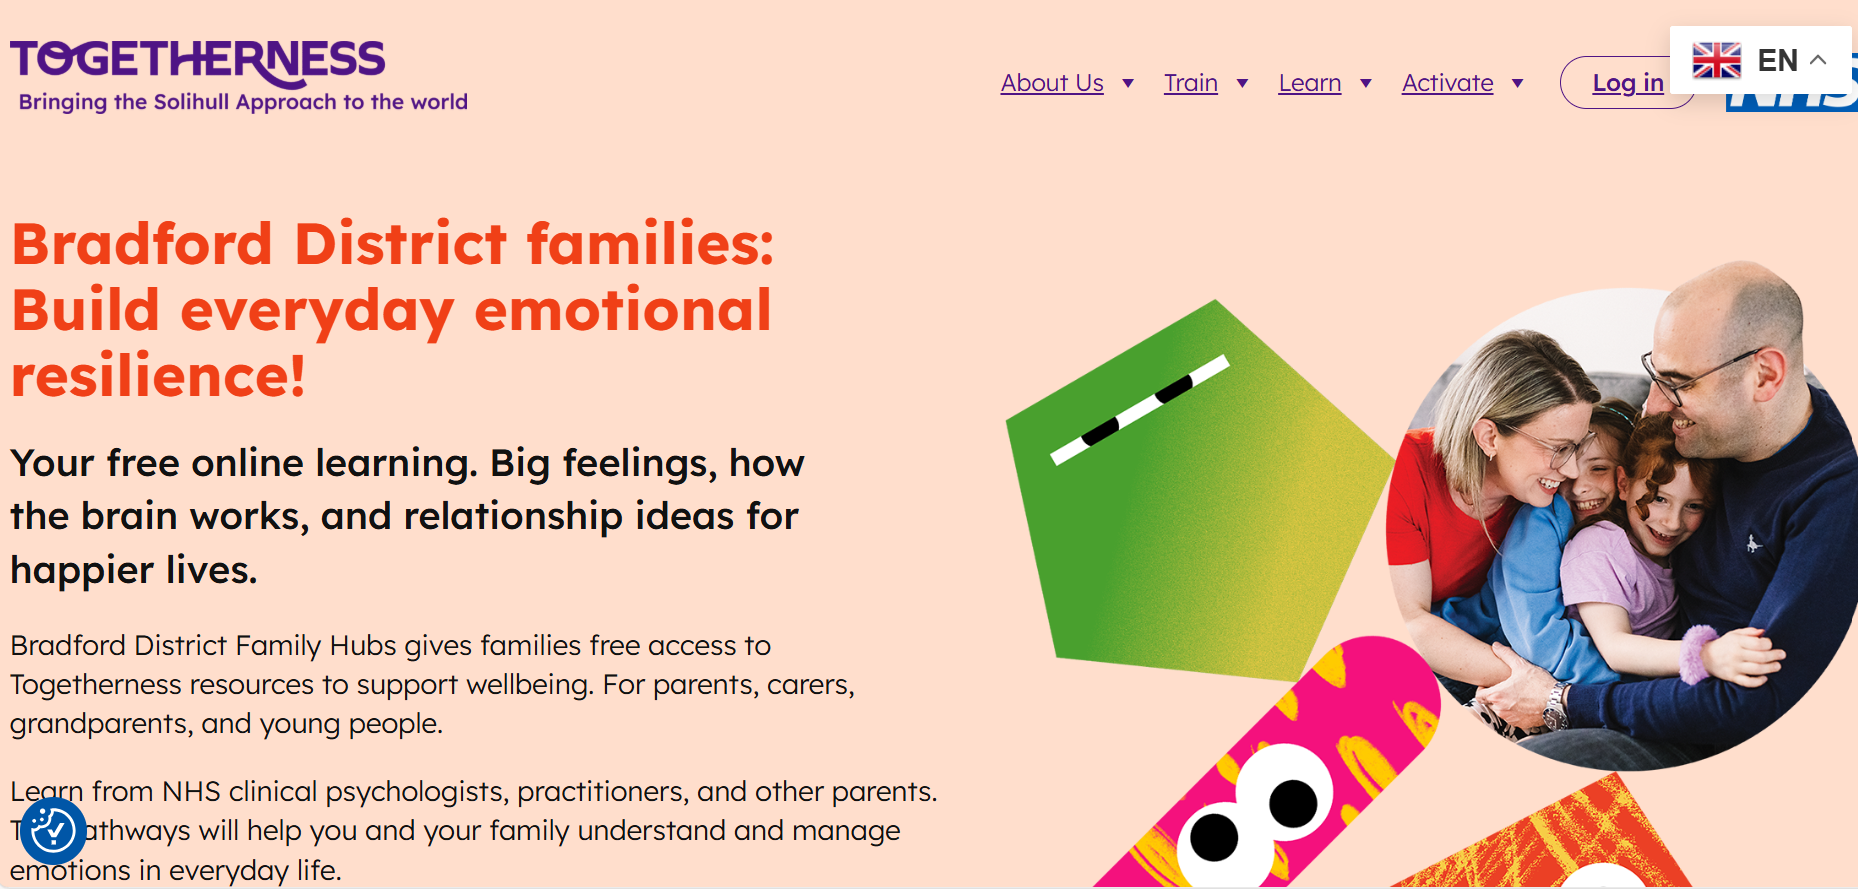 TOGETHERNESS
Bringing the Solihull Approach to the world
About Us
Train
Learn
Activate
Log in
EN
Bradford District families:
Build everyday emotional
resilience!
Your free online learning. Big feelings, how
the brain works, and relationship ideas for
happier lives.
Bradford District Family Hubs gives families free access to
Togetherness resources to support wellbeing. For parents, carers,
grandparents, and young people.
Learn from NHS clinical psychologists, practitioners, and other parents.
pathways will help you and your family understand and manage
emotions in everyday life.